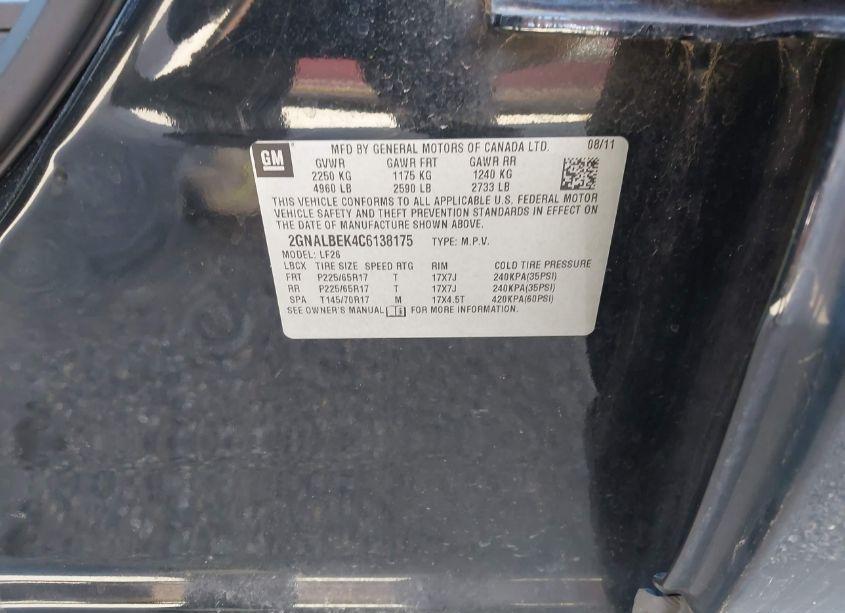 GM
MFD BY GENERAL MOTORS OF CANADA LTD. 08/11
GVWR GAWR FRT GAWR RR
2250 KG 1175 KG 1240 KG
4960 LB 2590 LB 2733 LB
THIS VEHICLE CONFORMS TO ALL APPLICABLE U.S. FEDERAL MOTOR
VEHICLE SAFETY AND THEFT PREVENTION STANDARDS IN EFFECT ON
THE DATE OF MANUFACTURE SHOWN ABOVE.
2GNALBEK4C6138175 TYPE: M.P.V.
MODEL: LF26
LBCX TIRE SIZE SPEED RTG RIM COLD TIRE PRESSURE
FRT P225/65R17 T 17X7J 240KPA(35PSI)
RR P225/65R17 T 17X7J 240KPA(35PSI)
SPA T145/70R17 M 17X4.5T 420KPA(60PSI)
SEE OWNER'S MANUAL FOR MORE INFORMATION.